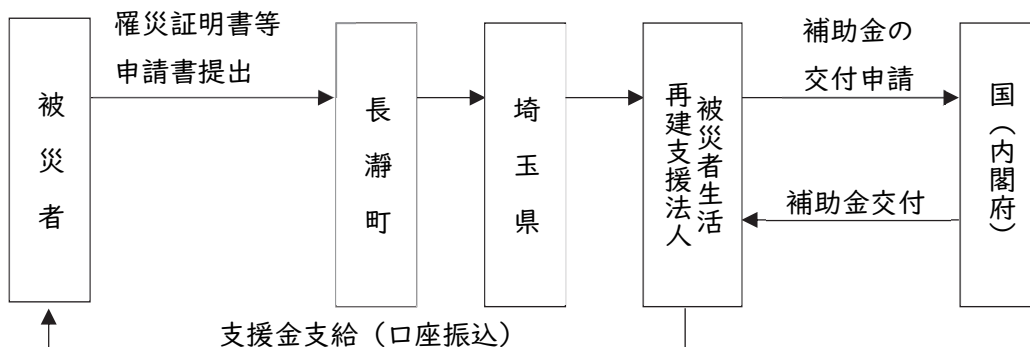 被災者
罹災証明書等
申請書提出
長瀞町
埼玉県
被災者生活
再建支援法人
補助金の
交付申請
補助金交付
国（内閣府）
支援金支給（口座振込）